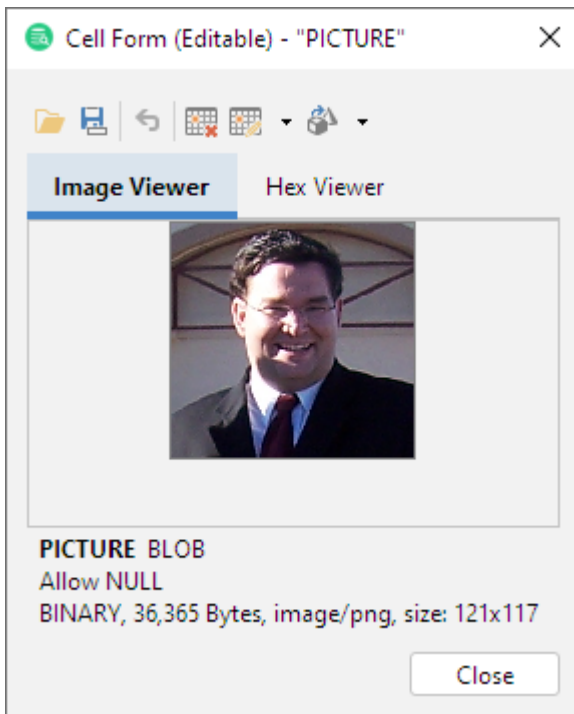 Cell Form (Editable) - "PICTURE"
Image Viewer Hex Viewer
PICTURE BLOB
Allow NULL
BINARY, 36,365 Bytes, image/png, size: 121x117
Close